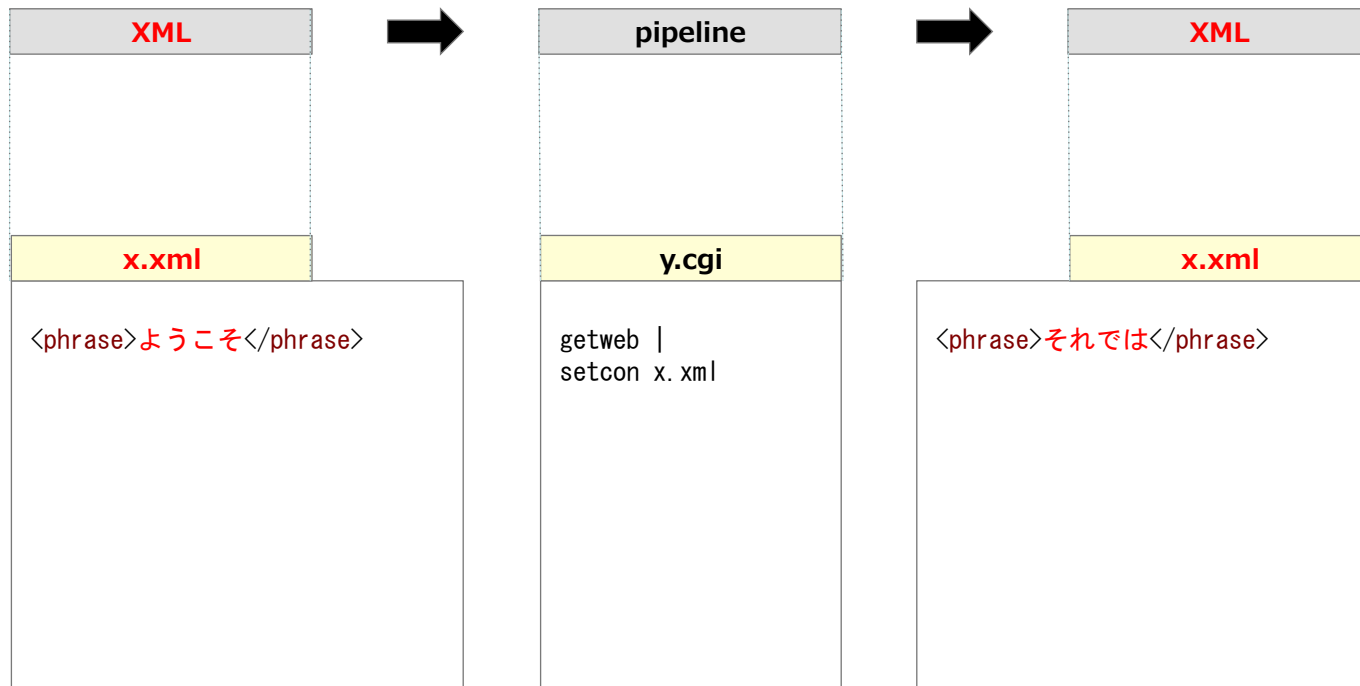 XML
pipeline
XML
x.xml
y.cgi
x.xml
<phrase>ようこそ</phrase>
getweb |
setcon x.xml
<phrase>それでは</phrase>